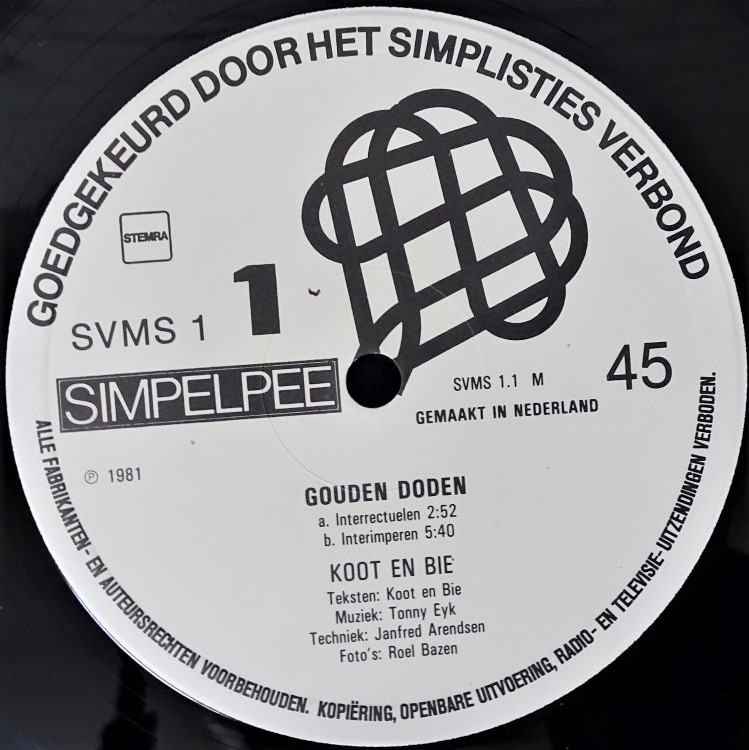 GOEDGEKEURD DOOR HET SIMPLISTIES VERBOND
STEMRA
SVMS 1
1
SIMPELPEE
SVMS 1.1 M
45
GEMAAKT IN NEDERLAND
℗ 1981
GOUDEN DODEN
a. Interrectuelen 2:52
b. Interimperen 5:40
KOOT EN BIE
Teksten: Koot en Bie
Muziek: Tonny Eyk
Techniek: Janfred Arendsen
Foto's: Roel Bazen
ALLE FABRIKANTEN- EN AUTEURSRECHTEN VOORBEHOUDEN. KOPIËRING, OPENBARE UITVOERING, RADIO- EN TELEVISIE-UITZENDINGEN VERBODEN.